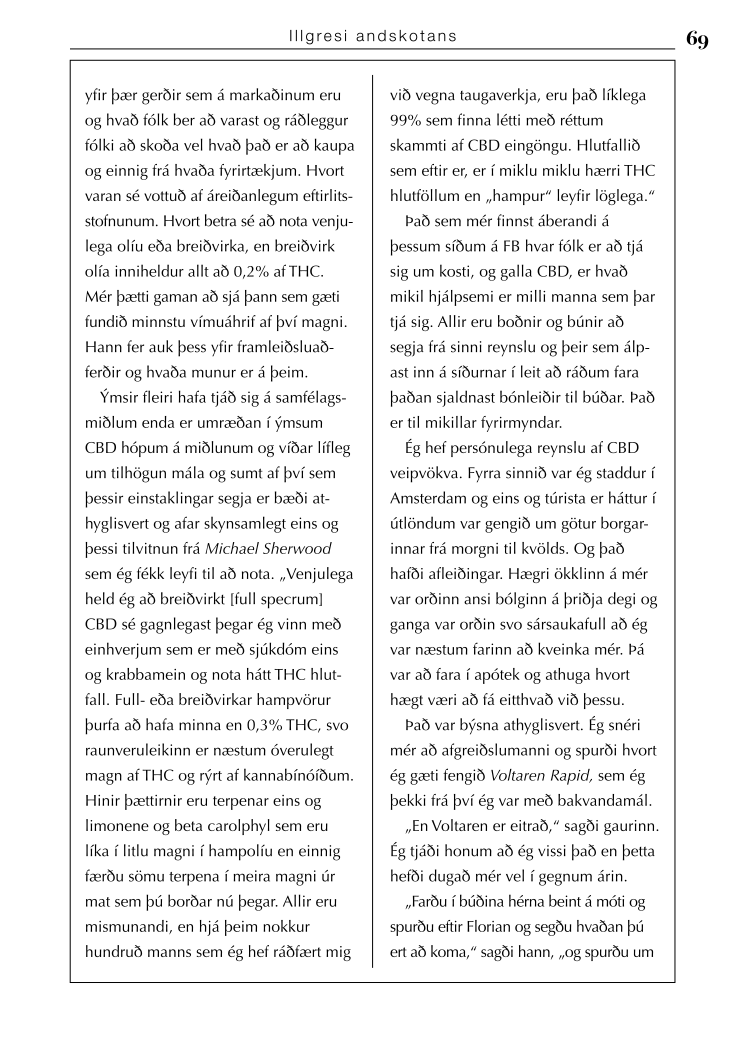 Illgresi andskotans
69
yfir þær gerðir sem á markaðinum eru
og hvað fólk ber að varast og ráðleggur
fólki að skoða vel hvað það er að kaupa
og einnig frá hvaða fyrirtækjum. Hvort
varan sé vottuð af áreiðanlegum eftirlits-
stofnunum. Hvort betra sé að nota venju-
lega olíu eða breiðvirka, en breiðvirk
olía inniheldur allt að 0,2% af THC.
Mér þætti gaman að sjá þann sem gæti
fundið minnstu vímuáhrif af því magni.
Hann fer auk þess yfir framleiðsluað-
ferðir og hvaða munur er á þeim.
Ýmsir fleiri hafa tjáð sig á samfélags-
miðlum enda er umræðan í ýmsum
CBD hópum á miðlunum og víðar lífleg
um tilhögun mála og sumt af því sem
þessir einstaklingar segja er bæði at-
hyglisvert og afar skynsamlegt eins og
þessi tilvitnun frá Michael Sherwood
sem ég fékk leyfi til að nota. „Venjulega
held ég að breiðvirkt [full specrum]
CBD sé gagnlegast þegar ég vinn með
einhverjum sem er með sjúkdóm eins
og krabbamein og nota hátt THC hlut-
fall. Full- eða breiðvirkar hampvörur
þurfa að hafa minna en 0,3% THC, svo
raunveruleikinn er næstum óverulegt
magn af THC og rýrt af kannabínóíðum.
Hinir þættirnir eru terpenar eins og
limonene og beta carolphyl sem eru
líka í litlu magni í hampolíu en einnig
færðu sömu terpena í meira magni úr
mat sem þú borðar nú þegar. Allir eru
mismunandi, en hjá þeim nokkur
hundruð manns sem ég hef ráðfært mig
við vegna taugaverkja, eru það líklega
99% sem finna létti með réttum
skammti af CBD eingöngu. Hlutfallið
sem eftir er, er í miklu miklu hærri THC
hlutföllum en „hampur“ leyfir löglega.“
Það sem mér finnst áberandi á
þessum síðum á FB hvar fólk er að tjá
sig um kosti, og galla CBD, er hvað
mikil hjálpsemi er milli manna sem þar
tjá sig. Allir eru boðnir og búnir að
segja frá sinni reynslu og þeir sem álp-
ast inn á síðurnar í leit að ráðum fara
þaðan sjaldnast bónleiðir til búðar. Það
er til mikillar fyrirmyndar.
Ég hef persónulega reynslu af CBD
veipvökva. Fyrra sinnið var ég staddur í
Amsterdam og eins og túrista er háttur í
útlöndum var gengið um götur borgar-
innar frá morgni til kvölds. Og það
hafði afleiðingar. Hægri ökklinn á mér
var orðinn ansi bólginn á þriðja degi og
ganga var orðin svo sársaukafull að ég
var næstum farinn að kveinka mér. Þá
var að fara í apótek og athuga hvort
hægt væri að fá eitthvað við þessu.
Það var býsna athyglisvert. Ég snéri
mér að afgreiðslumanni og spurði hvort
ég gæti fengið Voltaren Rapid, sem ég
þekki frá því ég var með bakvandamál.
„En Voltaren er eitrað,“ sagði gaurinn.
Ég tjáði honum að ég vissi það en þetta
hefði dugað mér vel í gegnum árin.
„Farðu í búðina hérna beint á móti og
spurðu eftir Florian og segðu hvaðan þú
ert að koma,“ sagði hann, „og spurðu um